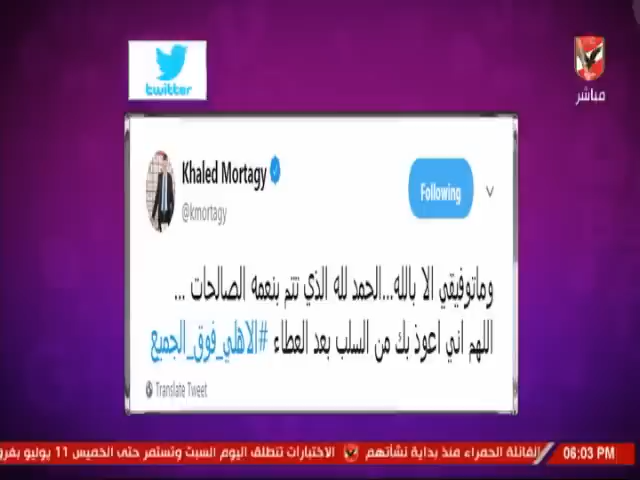 twitter
مباشر
Khaled Mortagy
@kmortagy
Following
وماتوفيقي الا بالله...الحمد لله الذي تتم بنعمه الصالحات ...
اللهم اني اعوذ بك من السلب بعد العطاء #الاهلي_فوق_الجميع
Translate Tweet
الفانلة الحمراء منذ بداية نشأتهم الاختبارات تنطلق اليوم السبت وتستمر حتى الخميس 11 يوليو
06:03 PM